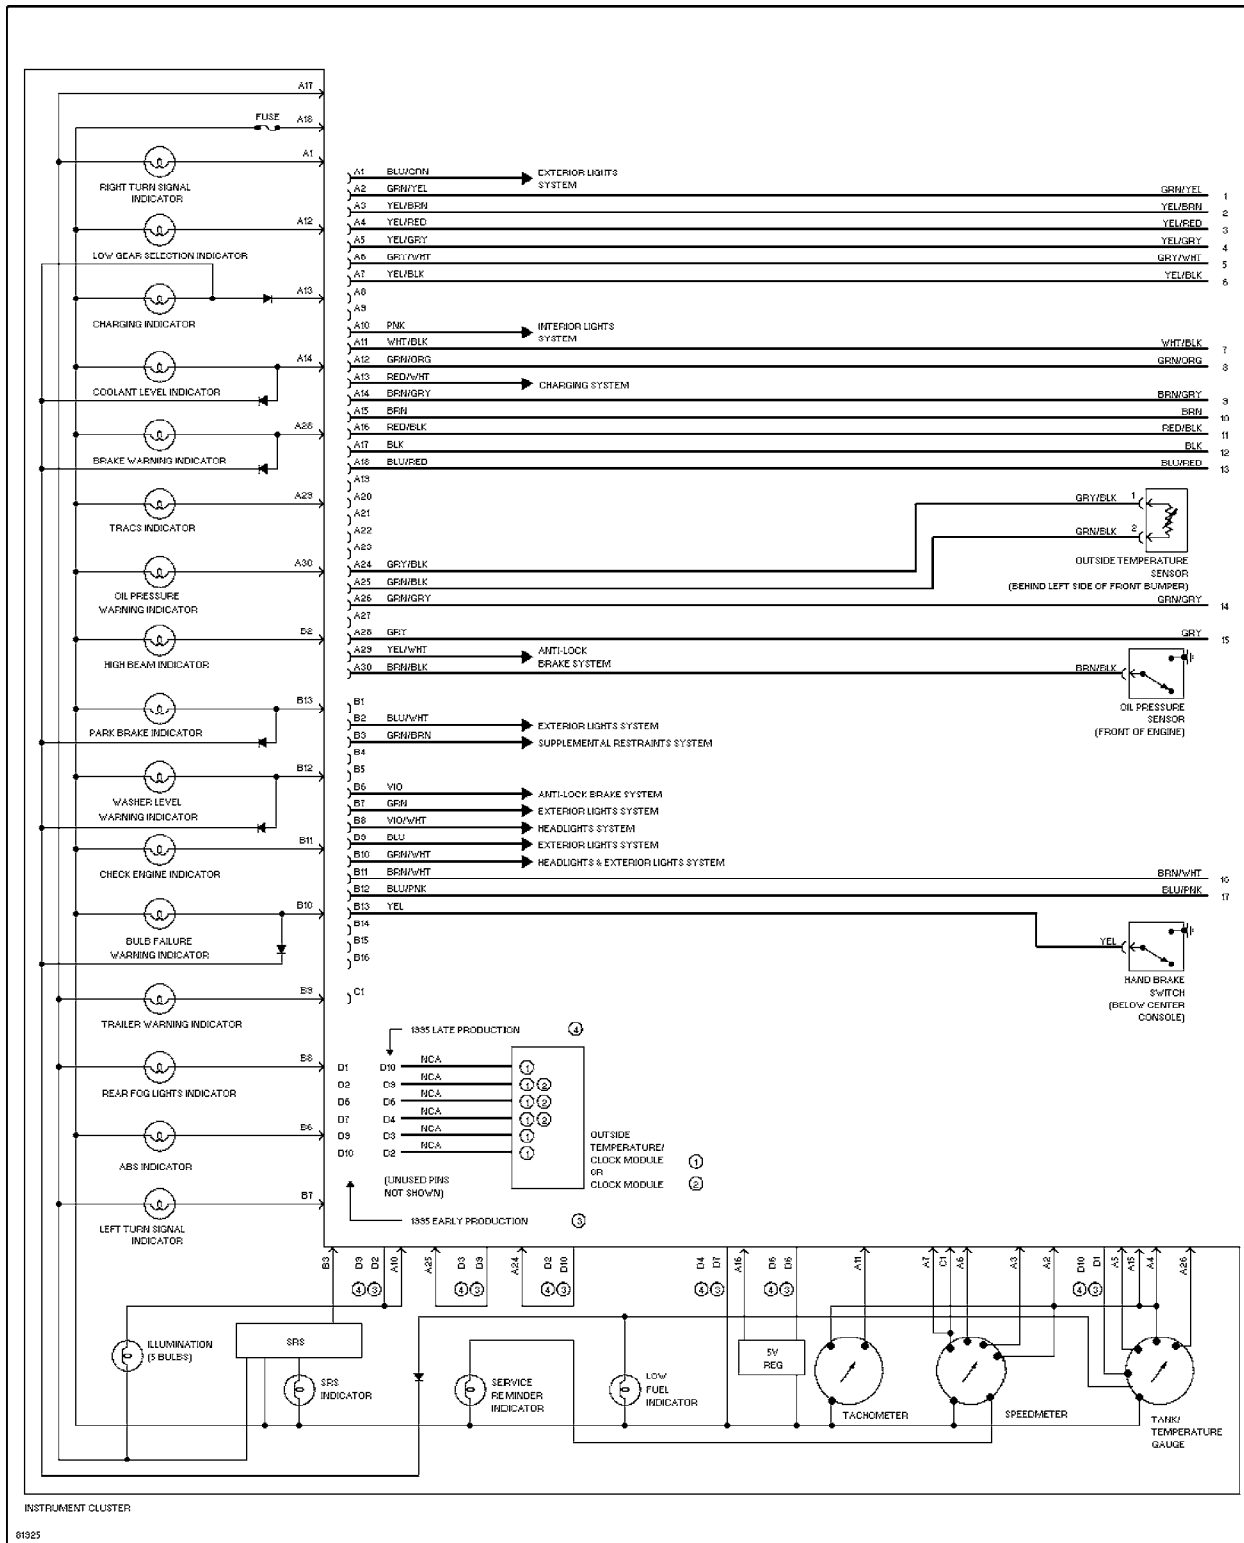 A17
FUSE A18
A1
RIGHT TURN SIGNAL
INDICATOR
A12
LOW GEAR SELECTION INDICATOR
A13
CHARGING INDICATOR
A14
COOLANT LEVEL INDICATOR
A28
BRAKE WARNING INDICATOR
A29
TRACS INDICATOR
A30
OIL PRESSURE
WARNING INDICATOR
B2
HIGH BEAM INDICATOR
B13
PARK BRAKE INDICATOR
B12
WASHER LEVEL
WARNING INDICATOR
B11
CHECK ENGINE INDICATOR
B10
BULB FAILURE
WARNING INDICATOR
B9
TRAILER WARNING INDICATOR
B8
REAR FOG LIGHTS INDICATOR
B6
ABS INDICATOR
B7
LEFT TURN SIGNAL
INDICATOR
A1 BLU/GRN EXTERIOR LIGHTS
SYSTEM
A2 GRN/YEL GRN/YEL 1
A3 YEL/BRN YEL/BRN 2
A4 YEL/RED YEL/RED 3
A5 YEL/GRY YEL/GRY 4
A6 GRY/WHT GRY/WHT 5
A7 YEL/BLK YEL/BLK 6
A8
A9
A10 PNK INTERIOR LIGHTS
SYSTEM
A11 WHT/BLK WHT/BLK 7
A12 GRN/ORG GRN/ORG 8
A13 RED/WHT CHARGING SYSTEM
A14 BRN/GRY BRN/GRY 9
A15 BRN BRN 10
A16 RED/BLK RED/BLK 11
A17 BLK BLK 12
A18 BLU/RED BLU/RED 13
A19
A20
A21
A22
A23
A24 GRY/BLK GRY/BLK 1
A25 GRN/BLK GRN/BLK 2
OUTSIDE TEMPERATURE
SENSOR
(BEHIND LEFT SIDE OF FRONT BUMPER)
A26 GRN/GRY GRN/GRY 14
A27
A28 GRY GRY 15
A29 YEL/WHT ANTI-LOCK
BRAKE SYSTEM
A30 BRN/BLK BRN/BLK
OIL PRESSURE
SENSOR
(FRONT OF ENGINE)
B1
B2 BLU/WHT EXTERIOR LIGHTS SYSTEM
B3 GRN/BRN SUPPLEMENTAL RESTRAINTS SYSTEM
B4
B5
B6 VIO ANTI-LOCK BRAKE SYSTEM
B7 GRN EXTERIOR LIGHTS SYSTEM
B8 VIO/WHT HEADLIGHTS SYSTEM
B9 BLU EXTERIOR LIGHTS SYSTEM
B10 GRN/WHT HEADLIGHTS & EXTERIOR LIGHTS SYSTEM
B11 BRN/WHT BRN/WHT 16
B12 BLU/PNK BLU/PNK 17
B13 YEL YEL
B14
B15
B16
HAND BRAKE
SWITCH
(BELOW CENTER
CONSOLE)
C1
1995 LATE PRODUCTION 4
D1 D10 NCA 1
D2 D9 NCA 1 2
D6 D6 NCA 1 2
D7 D4 NCA 1 2
D9 D3 NCA 1
D10 D2 NCA 1
OUTSIDE
TEMPERATURE/
CLOCK MODULE 1
OR
CLOCK MODULE 2
(UNUSED PINS
NOT SHOWN)
1995 EARLY PRODUCTION 3
B3 D9 D2 A10 A25 D3 D9 A24 D2 D10 D4 D7 A16 D6 D6 A11 A7 C1 A6 A3 A2 D10 D1 A5 A15 A4 A26
4 3 4 3 4 3 4 3 4 3 4 3
ILLUMINATION
(5 BULBS)
SRS
SRS
INDICATOR
SERVICE
REMINDER
INDICATOR
LOW
FUEL
INDICATOR
5V
REG
TACHOMETER
SPEEDMETER
TANK/
TEMPERATURE
GAUGE
INSTRUMENT CLUSTER
81925